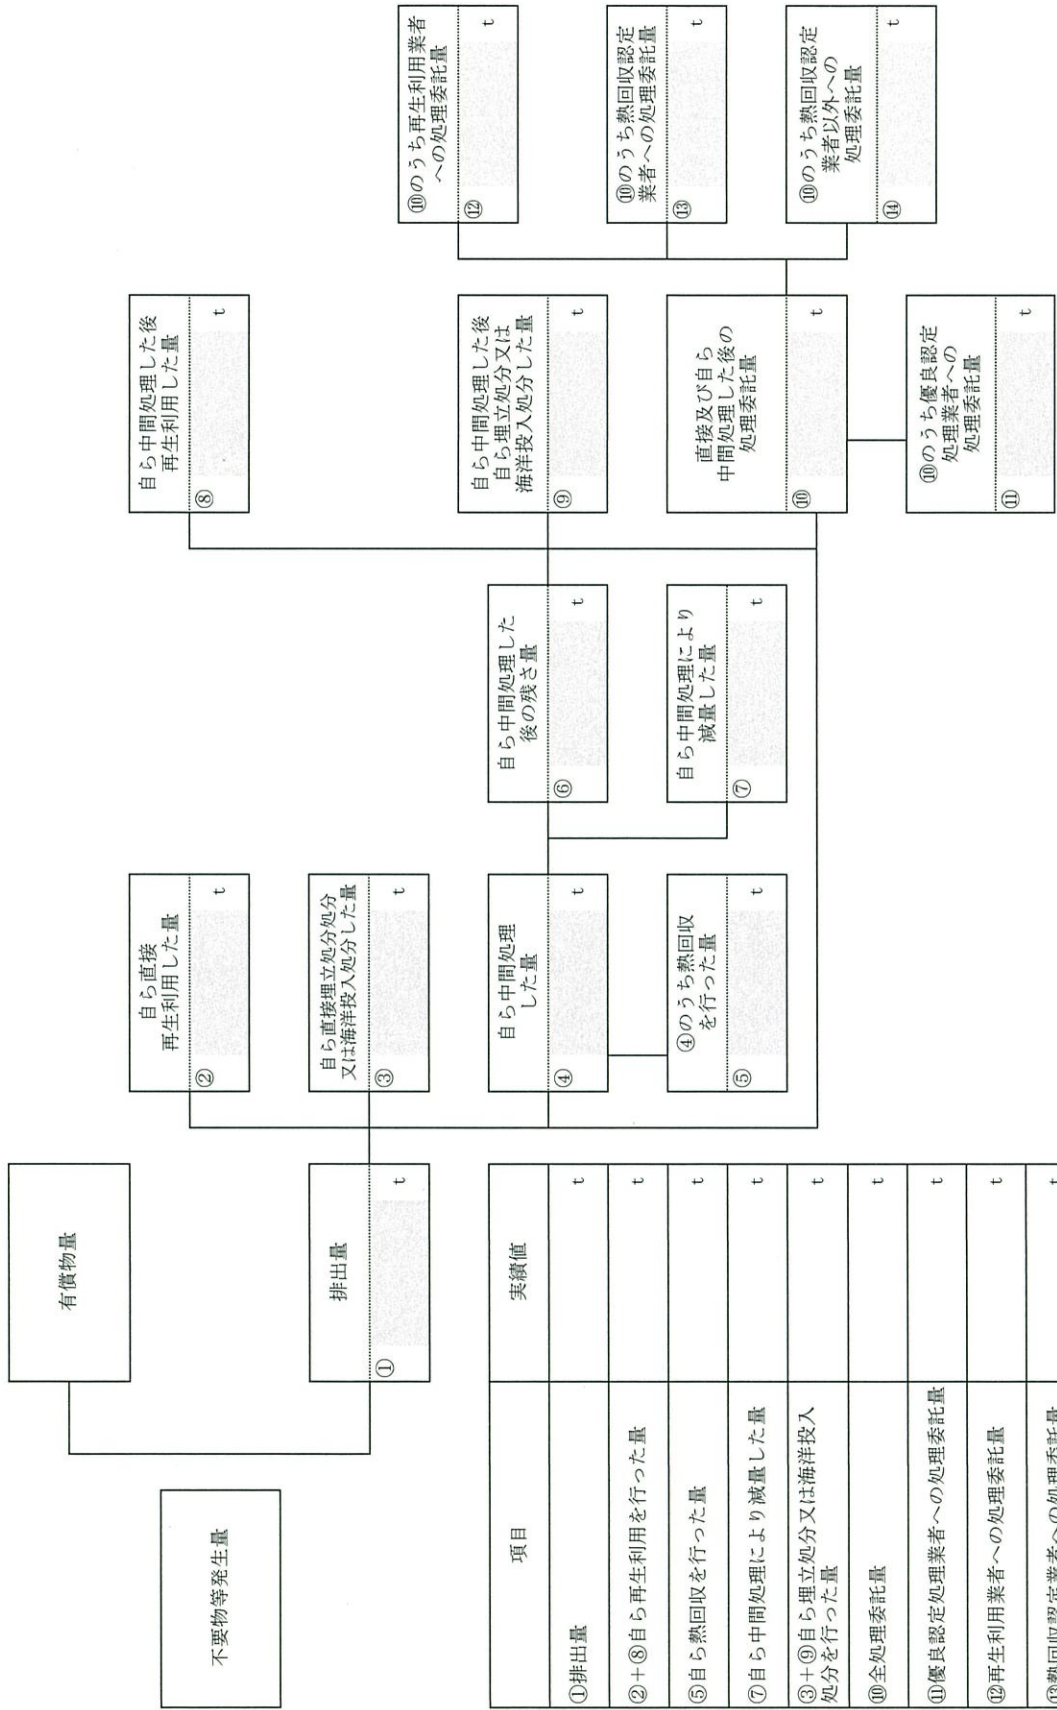 不要物等発生量
有償物量
排出量
① t
自ら直接
再生利用した量
② t
自ら直接埋立処分処分
又は海洋投入処分した量
③ t
自ら中間処理
した量
④ t
④のうち熱回収
を行った量
⑤ t
自ら中間処理した
後の残さ量
⑥ t
自ら中間処理により
減量した量
⑦ t
自ら中間処理した後
再生利用した量
⑧ t
自ら中間処理した後
自ら埋立処分又は
海洋投入処分した量
⑨ t
直接及び自ら
中間処理した後の
処理委託量
⑩ t
⑩のうち優良認定
処理業者への
処理委託量
⑪ t
⑩のうち再生利用業者
への処理委託量
⑫ t
⑩のうち熱回収認定
業者への処理委託量
⑬ t
⑩のうち熱回収認定
業者以外への
処理委託量
⑭ t
項目 実績値
①排出量 t
②+⑧自ら再生利用を行った量 t
⑤自ら熱回収を行った量 t
⑦自ら中間処理により減量した量 t
③+⑨自ら埋立処分又は海洋投入
処分を行った量 t
⑩全処理委託量 t
⑪優良認定処理業者への処理委託量 t
⑫再生利用業者への処理委託量 t
⑬熱回収認定業者への処理委託量 t